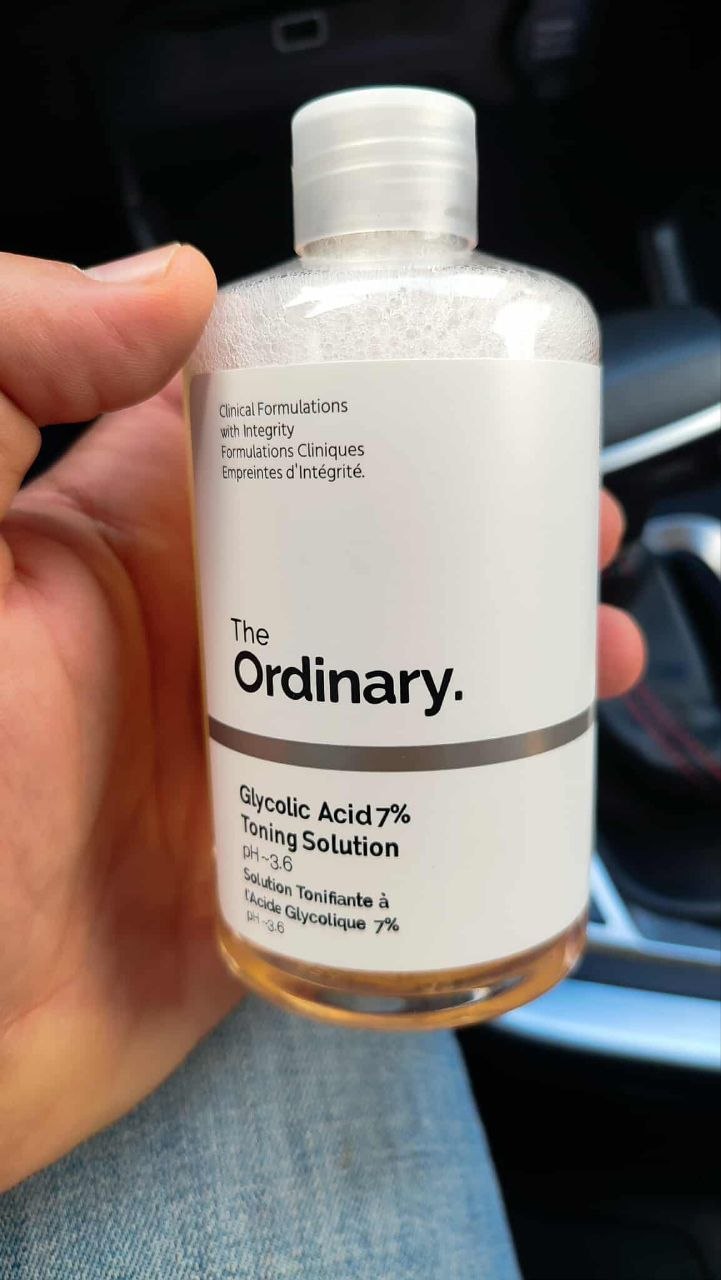 Clinical Formulations
with Integrity
Formulations Cliniques
Empreintes d'Intégrité.
The
Ordinary.
Glycolic Acid 7%
Toning Solution
pH ~3.6
Solution Tonifiante à
l'Acide Glycolique 7%
pH ~3.6